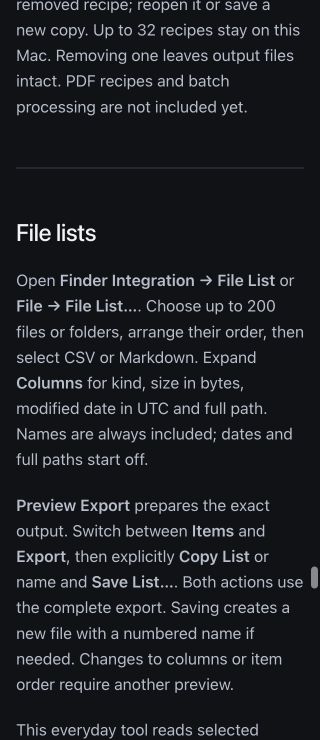 removed recipe; reopen it or save a
new copy. Up to 32 recipes stay on this
Mac. Removing one leaves output files
intact. PDF recipes and batch
processing are not included yet.
File lists
Open Finder Integration → File List or
File → File List.... Choose up to 200
files or folders, arrange their order, then
select CSV or Markdown. Expand
Columns for kind, size in bytes,
modified date in UTC and full path.
Names are always included; dates and
full paths start off.
Preview Export prepares the exact
output. Switch between Items and
Export, then explicitly Copy List or
name and Save List.... Both actions use
the complete export. Saving creates a
new file with a numbered name if
needed. Changes to columns or item
order require another preview.
This everyday tool reads selected